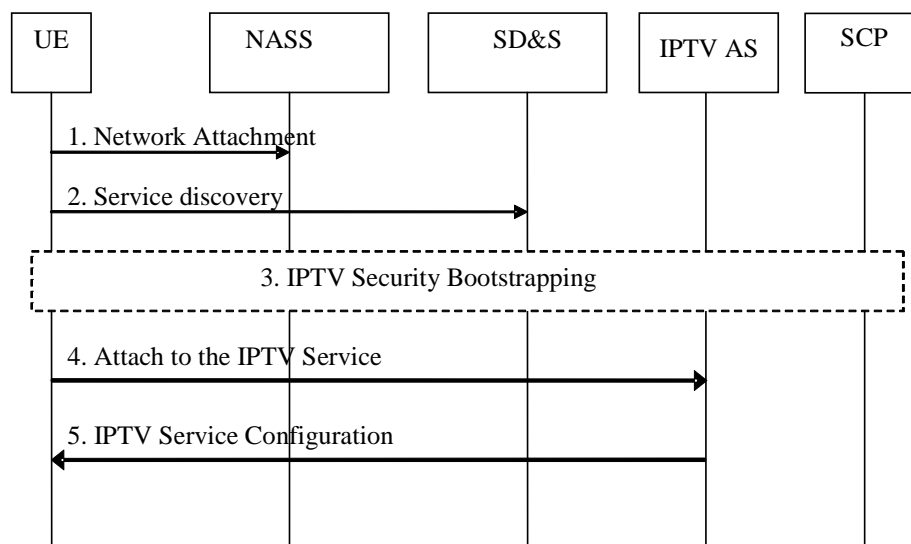 UE
NASS
SD&S
IPTV AS
SCP
1. Network Attachment
2. Service discovery
3. IPTV Security Bootstrapping
4. Attach to the IPTV Service
5. IPTV Service Configuration